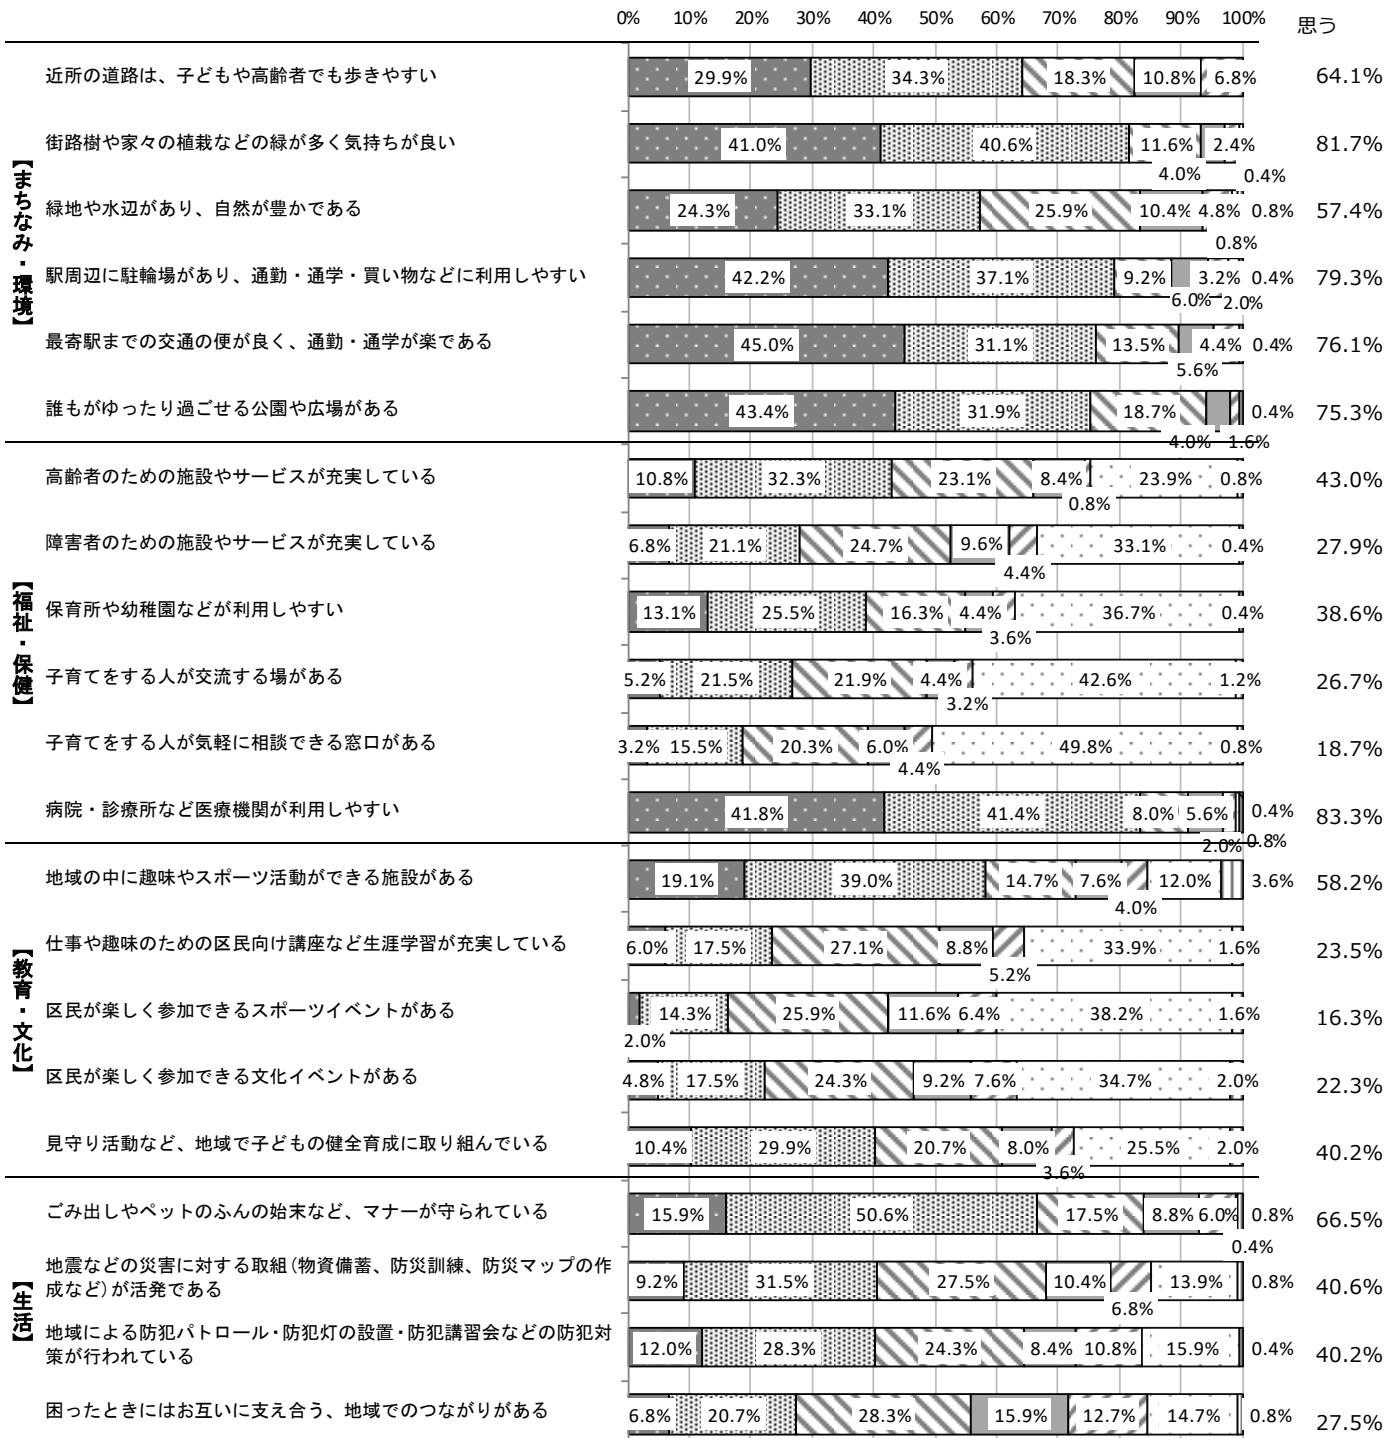 0% 10% 20% 30% 40% 50% 60% 70% 80% 90% 100% 思う
【まちなみ・環境】
近所の道路は、子どもや高齢者でも歩きやすい 29.9% 34.3% 18.3% 10.8% 6.8% 64.1%
街路樹や家々の植栽などの緑が多く気持ちが良い 41.0% 40.6% 11.6% 2.4% 81.7%
4.0% 0.4%
緑地や水辺があり、自然が豊かである 24.3% 33.1% 25.9% 10.4% 4.8% 0.8% 57.4%
0.8%
駅周辺に駐輪場があり、通勤・通学・買い物などに利用しやすい 42.2% 37.1% 9.2% 3.2% 0.4% 79.3%
6.0% 2.0%
最寄駅までの交通の便が良く、通勤・通学が楽である 45.0% 31.1% 13.5% 4.4% 0.4% 76.1%
5.6%
誰もがゆったり過ごせる公園や広場がある 43.4% 31.9% 18.7% 0.4% 75.3%
4.0% 1.6%
【福祉・保健】
高齢者のための施設やサービスが充実している 10.8% 32.3% 23.1% 8.4% 23.9% 0.8% 43.0%
0.8%
障害者のための施設やサービスが充実している 6.8% 21.1% 24.7% 9.6% 33.1% 0.4% 27.9%
4.4%
保育所や幼稚園などが利用しやすい 13.1% 25.5% 16.3% 4.4% 36.7% 0.4% 38.6%
3.6%
子育てをする人が交流する場がある 5.2% 21.5% 21.9% 4.4% 42.6% 1.2% 26.7%
3.2%
子育てをする人が気軽に相談できる窓口がある 3.2% 15.5% 20.3% 6.0% 49.8% 0.8% 18.7%
4.4%
病院・診療所など医療機関が利用しやすい 41.8% 41.4% 8.0% 5.6% 0.4% 83.3%
2.0% 0.8%
【教育・文化】
地域の中に趣味やスポーツ活動ができる施設がある 19.1% 39.0% 14.7% 7.6% 12.0% 3.6% 58.2%
4.0%
仕事や趣味のための区民向け講座など生涯学習が充実している 6.0% 17.5% 27.1% 8.8% 33.9% 1.6% 23.5%
5.2%
区民が楽しく参加できるスポーツイベントがある 14.3% 25.9% 11.6% 6.4% 38.2% 1.6% 16.3%
2.0%
区民が楽しく参加できる文化イベントがある 4.8% 17.5% 24.3% 9.2% 7.6% 34.7% 2.0% 22.3%
見守り活動など、地域で子どもの健全育成に取り組んでいる 10.4% 29.9% 20.7% 8.0% 25.5% 2.0% 40.2%
3.6%
【生活】
ごみ出しやペットのふんの始末など、マナーが守られている 15.9% 50.6% 17.5% 8.8% 6.0% 0.8% 66.5%
0.4%
地震などの災害に対する取組(物資備蓄、防災訓練、防災マップの作
成など)が活発である 9.2% 31.5% 27.5% 10.4% 13.9% 0.8% 40.6%
6.8%
地域による防犯パトロール・防犯灯の設置・防犯講習会などの防犯対
策が行われている 12.0% 28.3% 24.3% 8.4% 10.8% 15.9% 0.4% 40.2%
困ったときにはお互いに支え合う、地域でのつながりがある 6.8% 20.7% 28.3% 15.9% 12.7% 14.7% 0.8% 27.5%